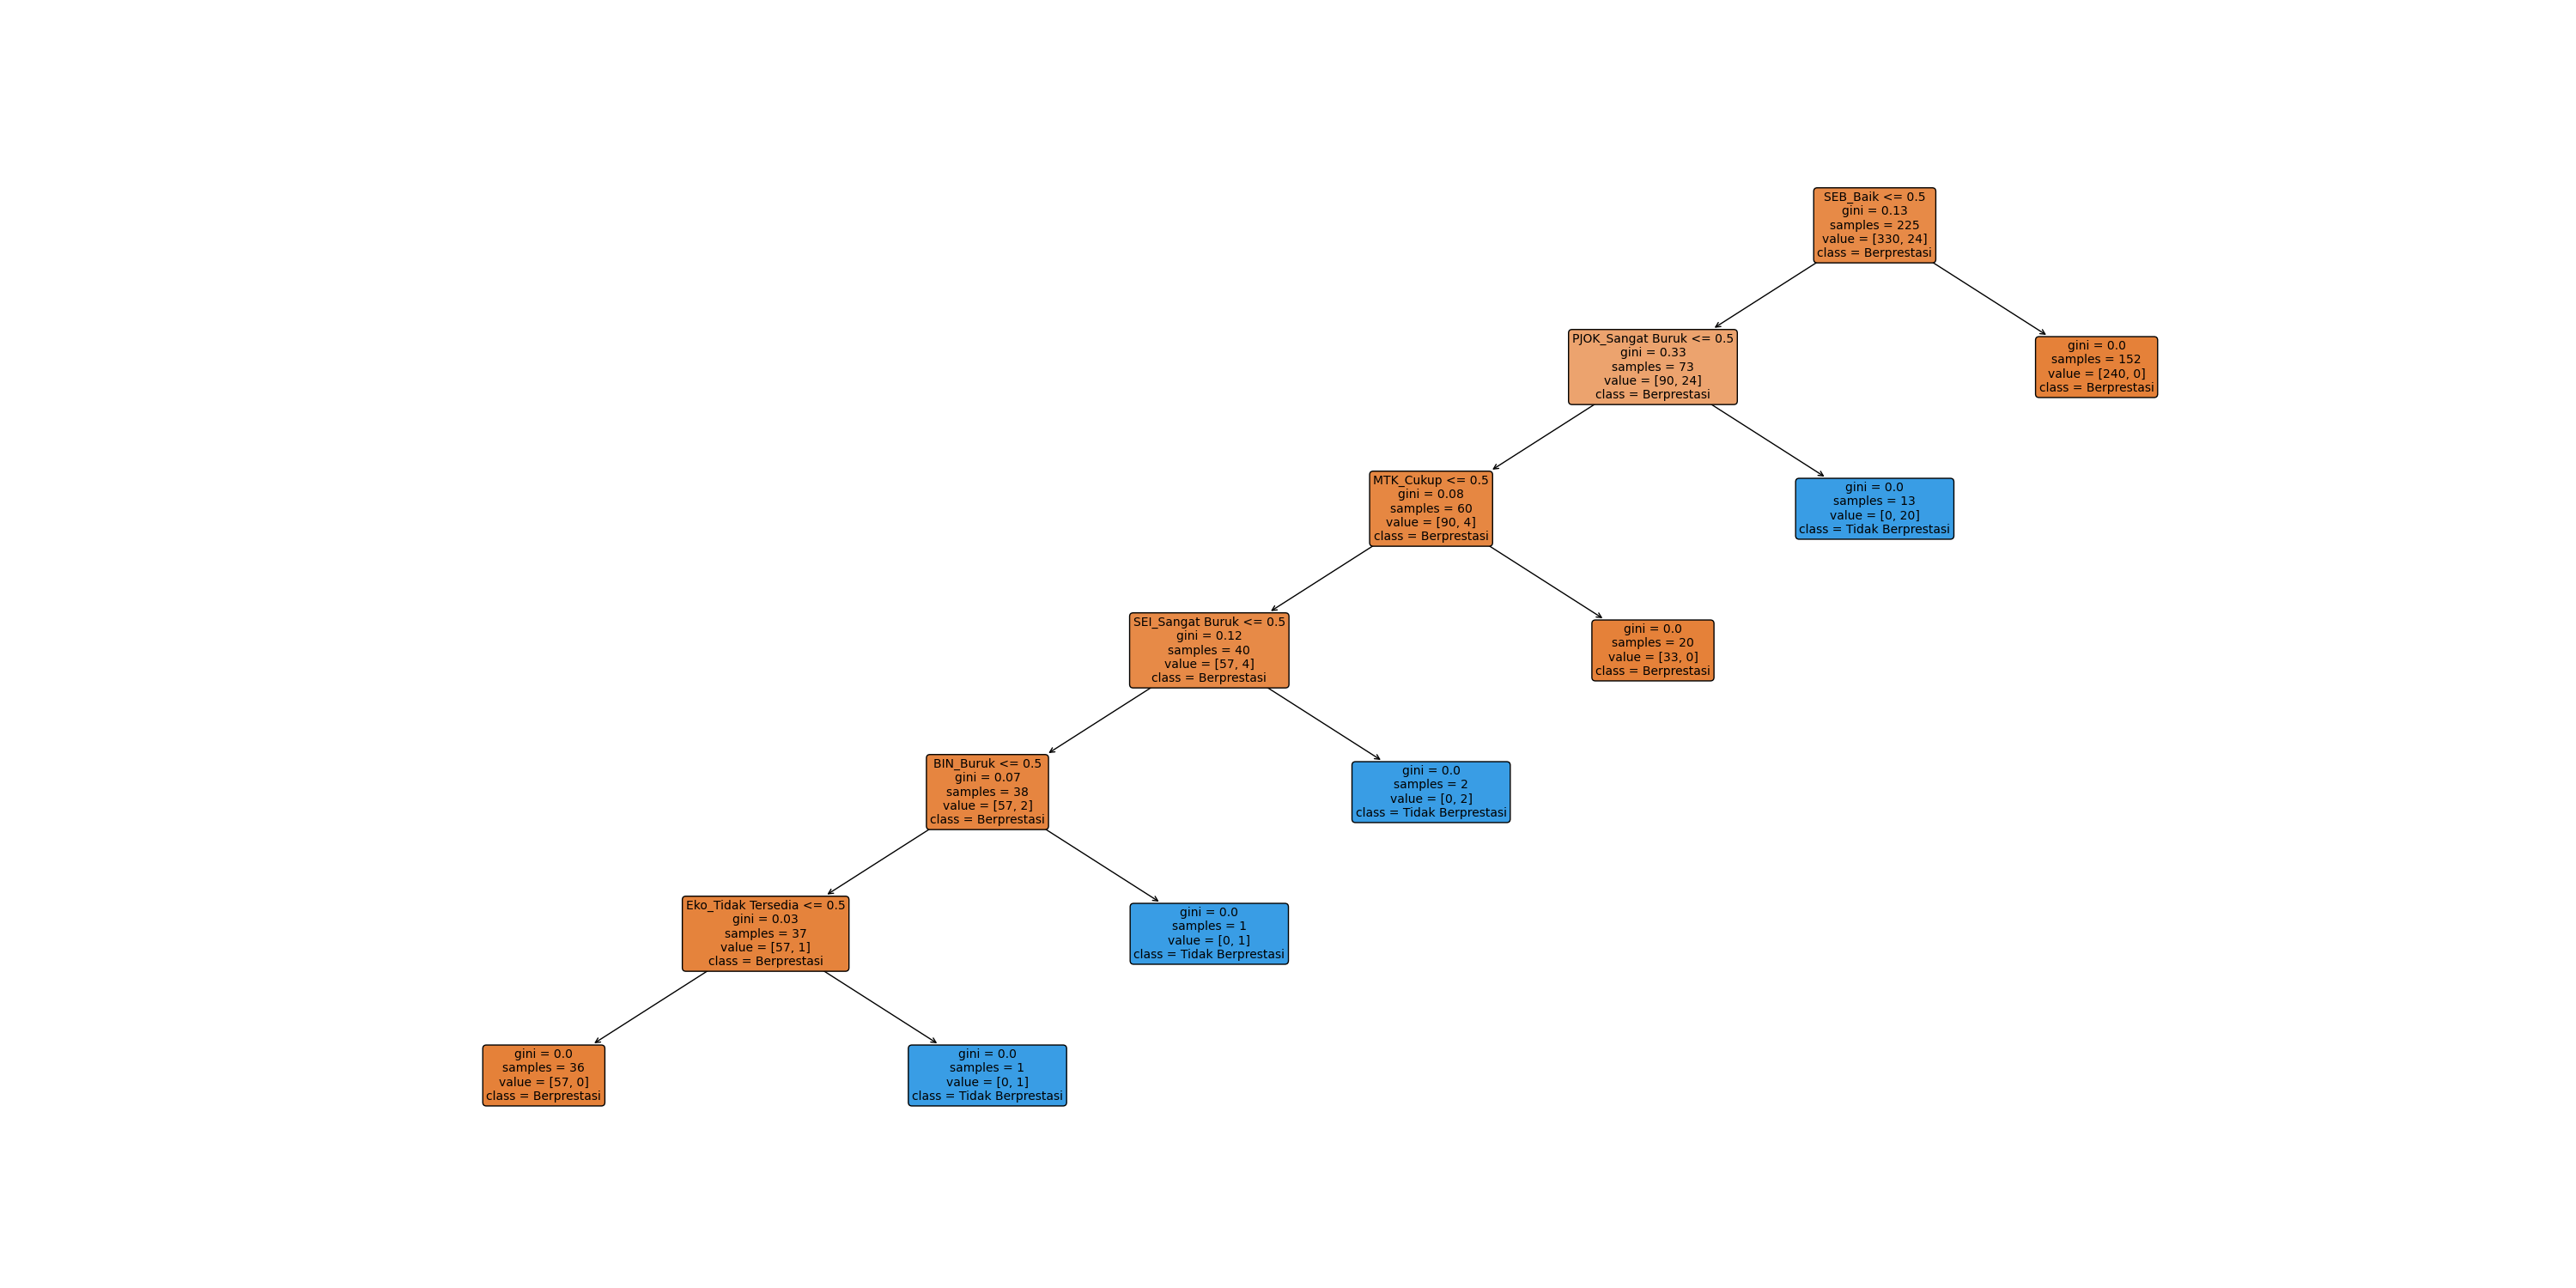 SEB_Baik <= 0.5
gini = 0.13
samples = 225
value = [330, 24]
class = Berprestasi
PJOK_Sangat Buruk <= 0.5
gini = 0.33
samples = 73
value = [90, 24]
class = Berprestasi
gini = 0.0
samples = 152
value = [240, 0]
class = Berprestasi
MTK_Cukup <= 0.5
gini = 0.08
samples = 60
value = [90, 4]
class = Berprestasi
gini = 0.0
samples = 13
value = [0, 20]
class = Tidak Berprestasi
SEI_Sangat Buruk <= 0.5
gini = 0.12
samples = 40
value = [57, 4]
class = Berprestasi
gini = 0.0
samples = 20
value = [33, 0]
class = Berprestasi
BIN_Buruk <= 0.5
gini = 0.07
samples = 38
value = [57, 2]
class = Berprestasi
gini = 0.0
samples = 2
value = [0, 2]
class = Tidak Berprestasi
Eko_Tidak Tersedia <= 0.5
gini = 0.03
samples = 37
value = [57, 1]
class = Berprestasi
gini = 0.0
samples = 1
value = [0, 1]
class = Tidak Berprestasi
gini = 0.0
samples = 36
value = [57, 0]
class = Berprestasi
gini = 0.0
samples = 1
value = [0, 1]
class = Tidak Berprestasi